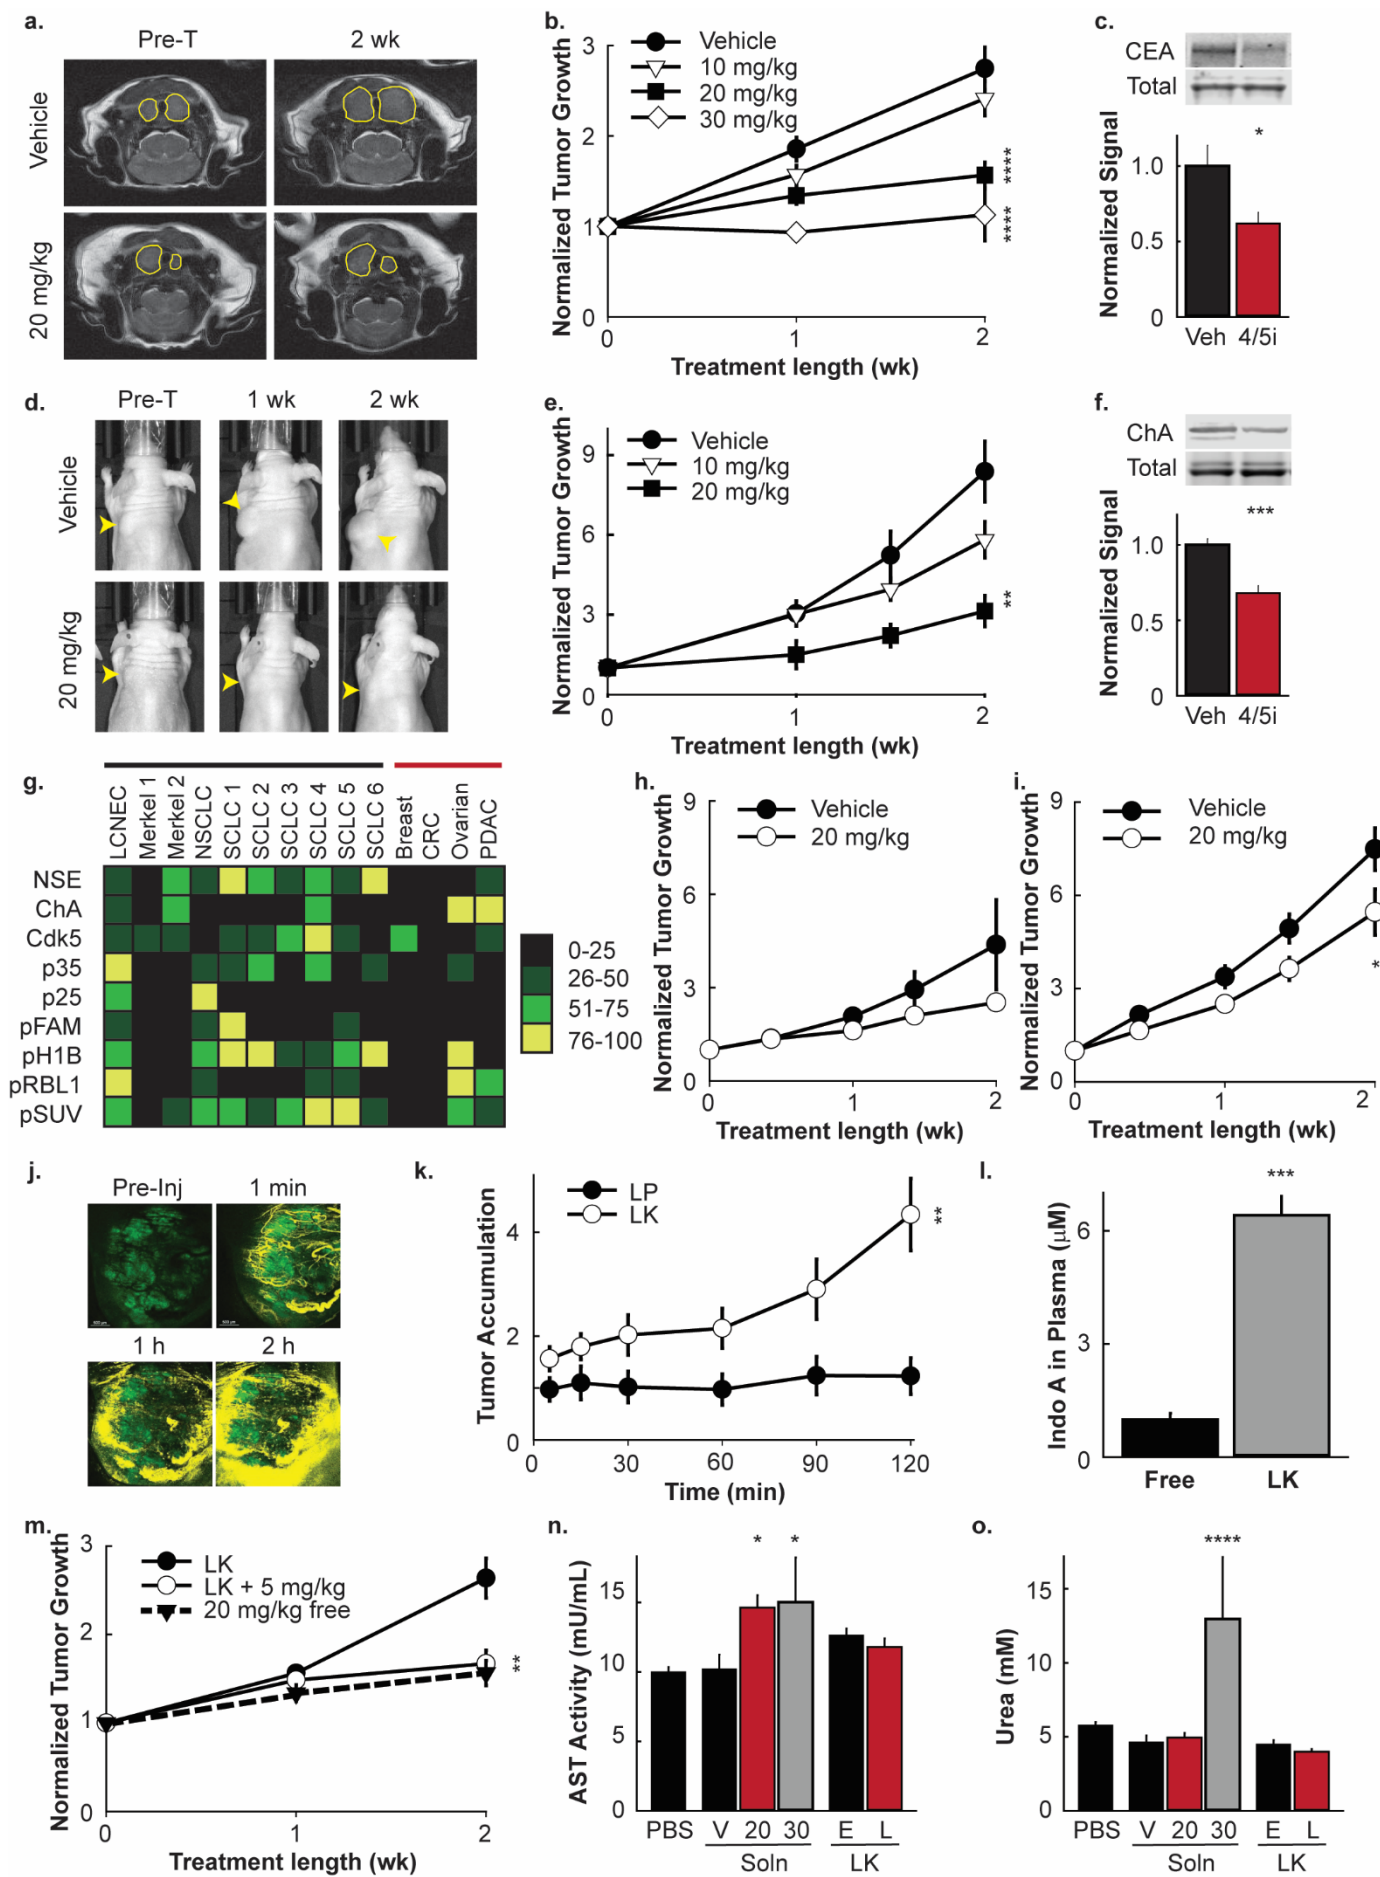 a.
Pre-T
2 wk
Vehicle
20 mg/kg
b.
Normalized Tumor Growth
3
2
1
0
Vehicle
10 mg/kg
20 mg/kg
30 mg/kg
****
****
0
1
2
Treatment length (wk)
c.
CEA
Total
*
Normalized Signal
1.0
0.5
0
Veh 4/5i
d.
Pre-T
1 wk
2 wk
Vehicle
20 mg/kg
e.
Normalized Tumor Growth
9
6
3
0
Vehicle
10 mg/kg
20 mg/kg
**
0
1
2
Treatment length (wk)
f.
ChA
Total
***
Normalized Signal
1.0
.5
0
Veh 4/5i
g.
LCNEC
Merkel 1
Merkel 2
NSCLC
SCLC 1
SCLC 2
SCLC 3
SCLC 4
SCLC 5
SCLC 6
Breast
CRC
Ovarian
PDAC
NSE
ChA
Cdk5
p35
p25
pFAM
pH1B
pRBL1
pSUV
0-25
26-50
51-75
76-100
h.
Normalized Tumor Growth
9
6
3
0
Vehicle
20 mg/kg
0
1
2
Treatment length (wk)
i.
Normalized Tumor Growth
9
6
3
0
Vehicle
20 mg/kg
*
0
1
2
Treatment length (wk)
j.
Pre-Inj
1 min
1 h
2 h
k.
Tumor Accumulation
4
2
0
LP
LK
**
0
30
60
90
120
Time (min)
l.
***
Indo A in Plasma (µM)
6
3
0
Free
LK
m.
Normalized Tumor Growth
3
2
1
0
LK
LK + 5 mg/kg
20 mg/kg free
**
0
1
2
Treatment length (wk)
n.
* *
AST Activity (mU/mL)
15
10
5
0
PBS V 20 30 E L
Soln LK
o.
****
Urea (mM)
15
10
5
0
PBS V 20 30 E L
Soln LK